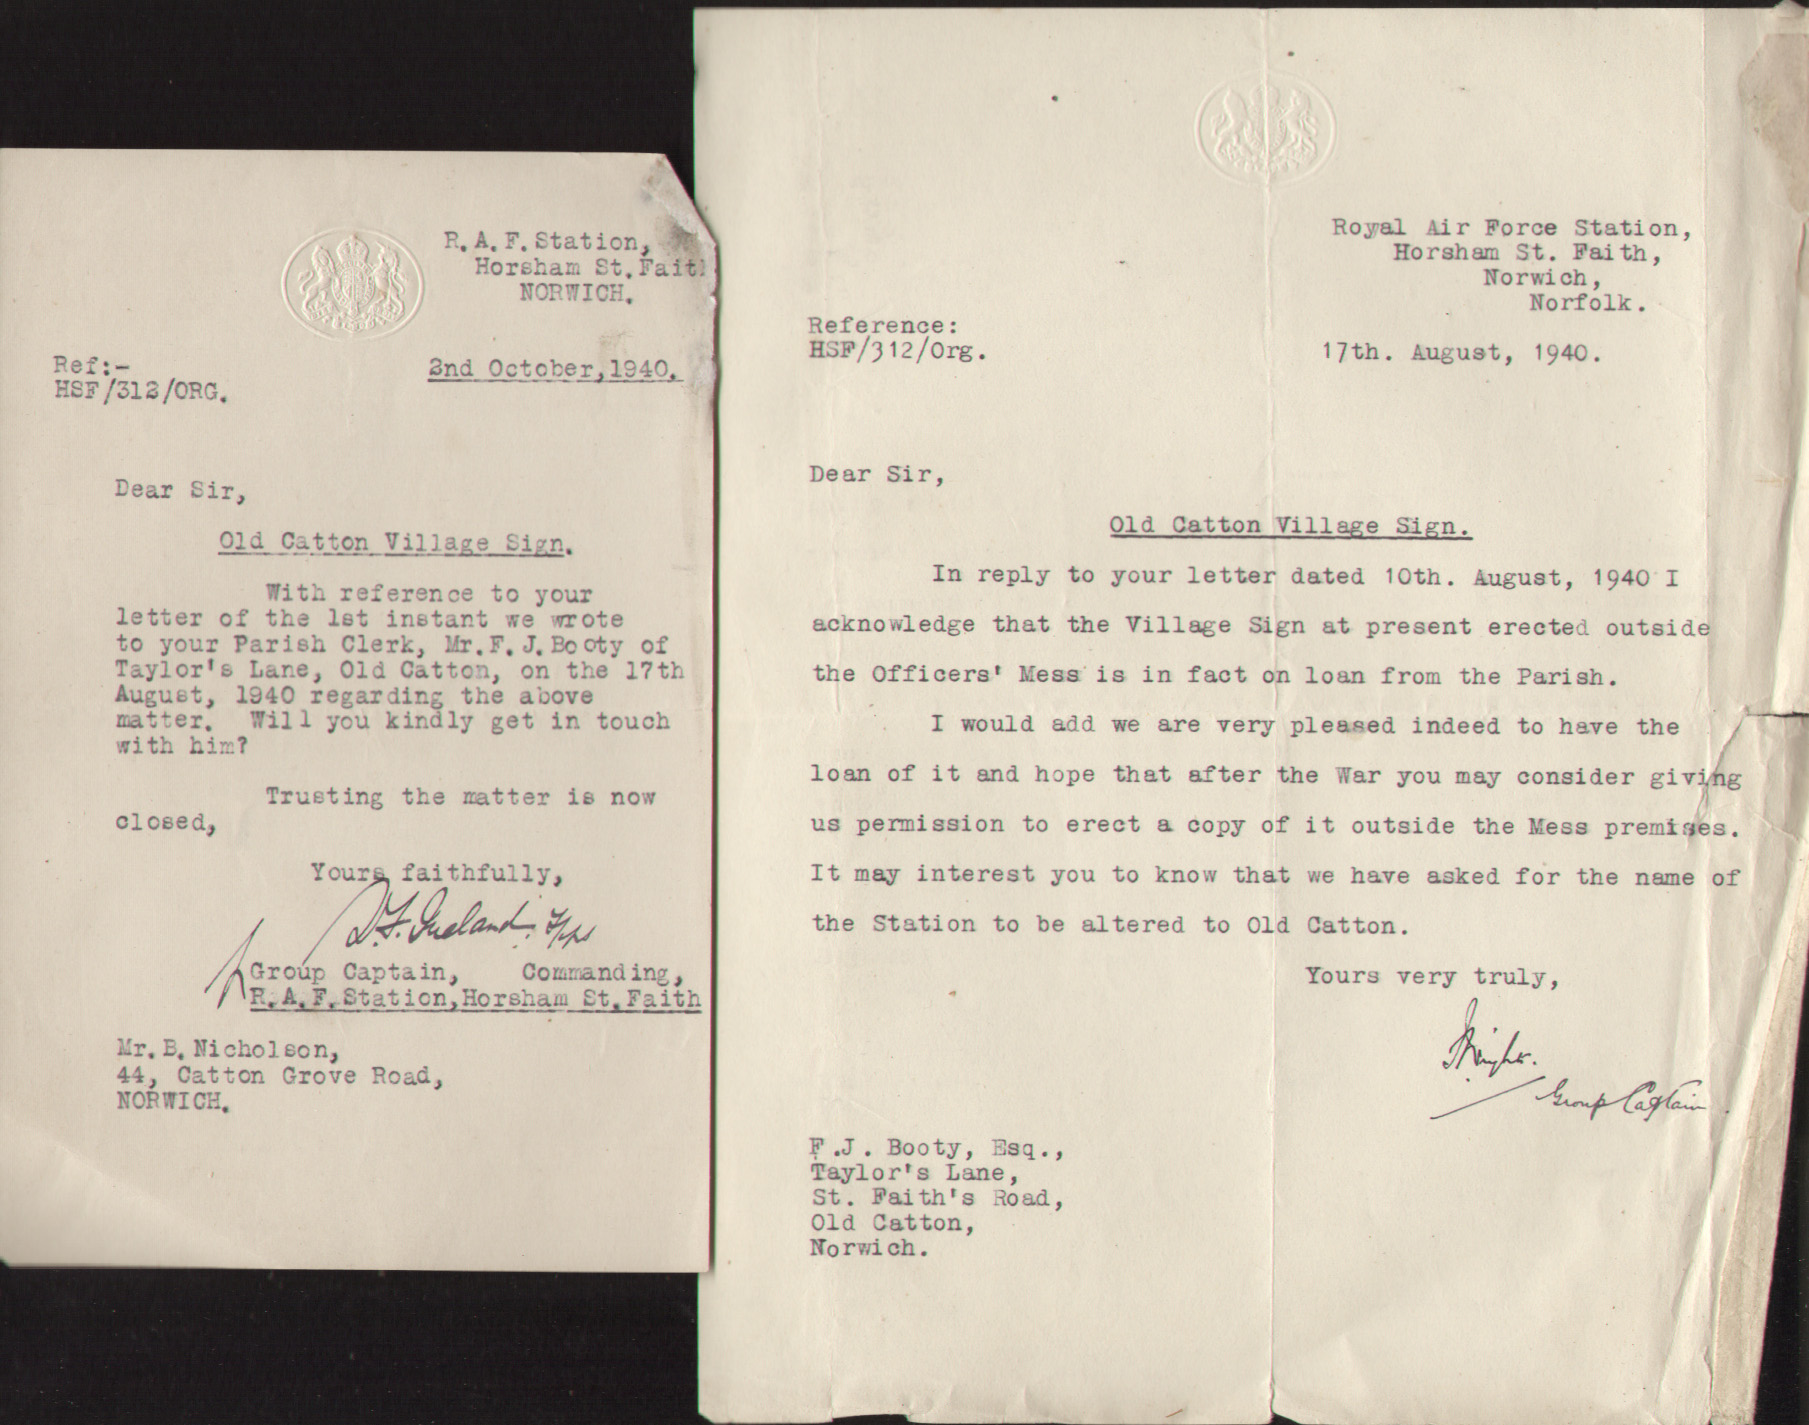 R.A.F.Station,
Horsham St.Fait
NORWICH.
Ref:-
HSF/312/ORG.
2nd October,1940.
Dear Sir,
Old Catton Village Sign.
With reference to your
letter of the 1st instant we wrote
to your Parish Clerk, Mr.F.J.Booty of
Taylor's Lane, Old Catton, on the 17th
August, 1940 regarding the above
matter. Will you kindly get in touch
with him?
Trusting the matter is now
closed,
Yours faithfully,
Group Captain, Commanding,
R.A.F.Station,Horsham St.Faith
Mr.B.Nicholson,
44, Catton Grove Road,
NORWICH.
Royal Air Force Station,
Horsham St. Faith,
Norwich,
Norfolk.
Reference:
HSF/312/Org.
17th. August, 1940.
Dear Sir,
Old Catton Village Sign.
In reply to your letter dated 10th. August, 1940 I
acknowledge that the Village Sign at present erected outside
the Officers' Mess is in fact on loan from the Parish.
I would add we are very pleased indeed to have the
loan of it and hope that after the War you may consider giving
us permission to erect a copy of it outside the Mess premises.
It may interest you to know that we have asked for the name of
the Station to be altered to Old Catton.
Yours very truly,
Group Captain
F.J. Booty, Esq.,
Taylor's Lane,
St. Faith's Road,
Old Catton,
Norwich.